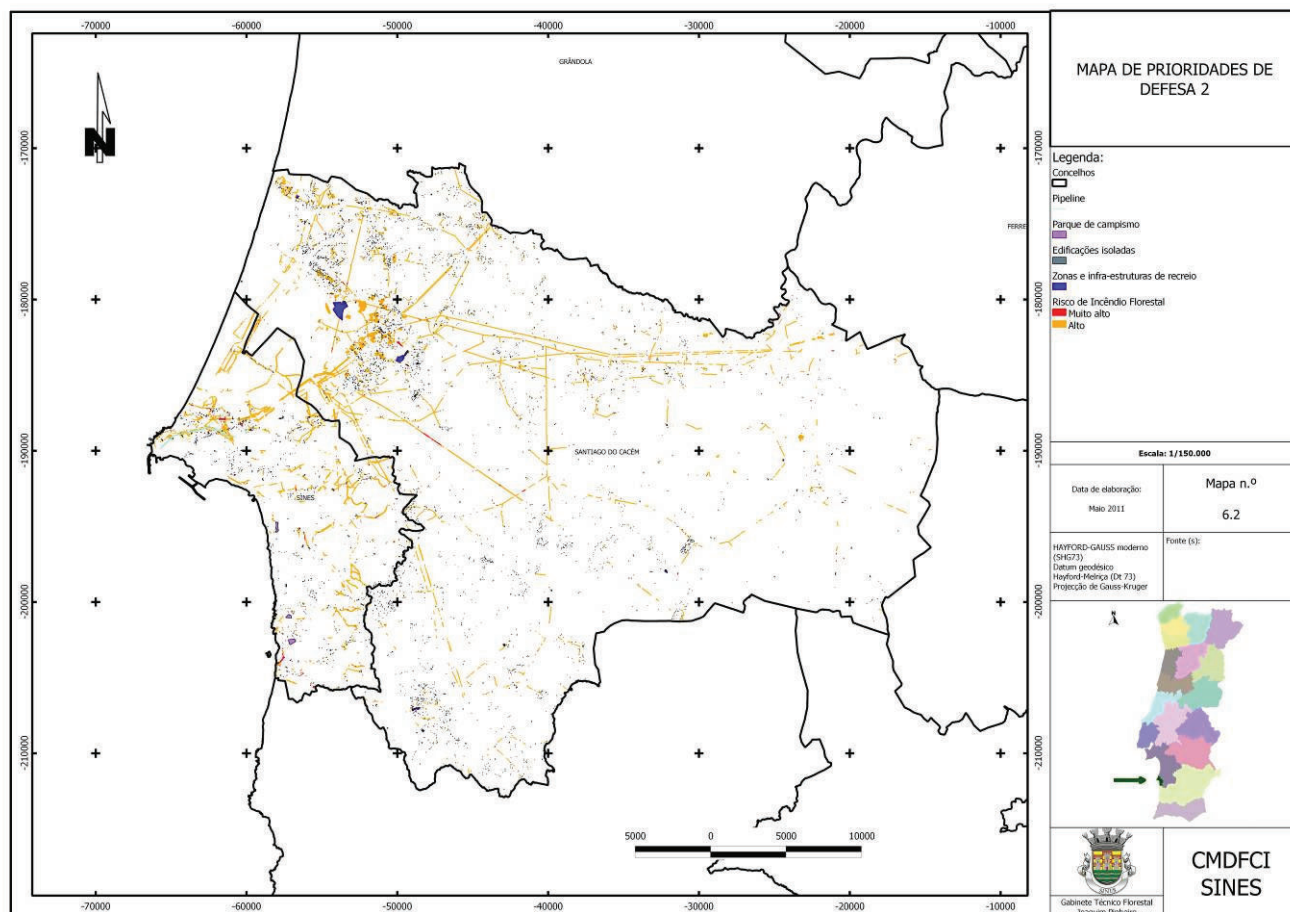 -70000 -60000 -50000 -40000 -30000 -20000 -10000
GRÂNDOLA
N
-170000 -170000
FERRE
-180000 -180000
SANTIAGO DO CACÉM
-190000 -190000
SINES
-200000 -200000
-210000 -210000
5000 0 5000 10000
-70000 -60000 -50000 -40000 -30000 -20000 -10000
MAPA DE PRIORIDADES DE
DEFESA 2
Legenda:
Concelhos
Pipeline
Parque de campismo
Edificações isoladas
Zonas e infra-estruturas de recreio
Risco de Incêndio Florestal
Muito alto
Alto
Escala: 1/150.000
Data de elaboração:
Maio 2011
Mapa n.º
6.2
HAYFORD-GAUSS moderno
(SHG73)
Datum geodésico
Hayford-Melriça (Dt 73)
Projecção de Gauss-Kruger
Fonte (s):
N
SINES
Gabinete Técnico Florestal
Joaquim Pinheiro
CMDFCI
SINES